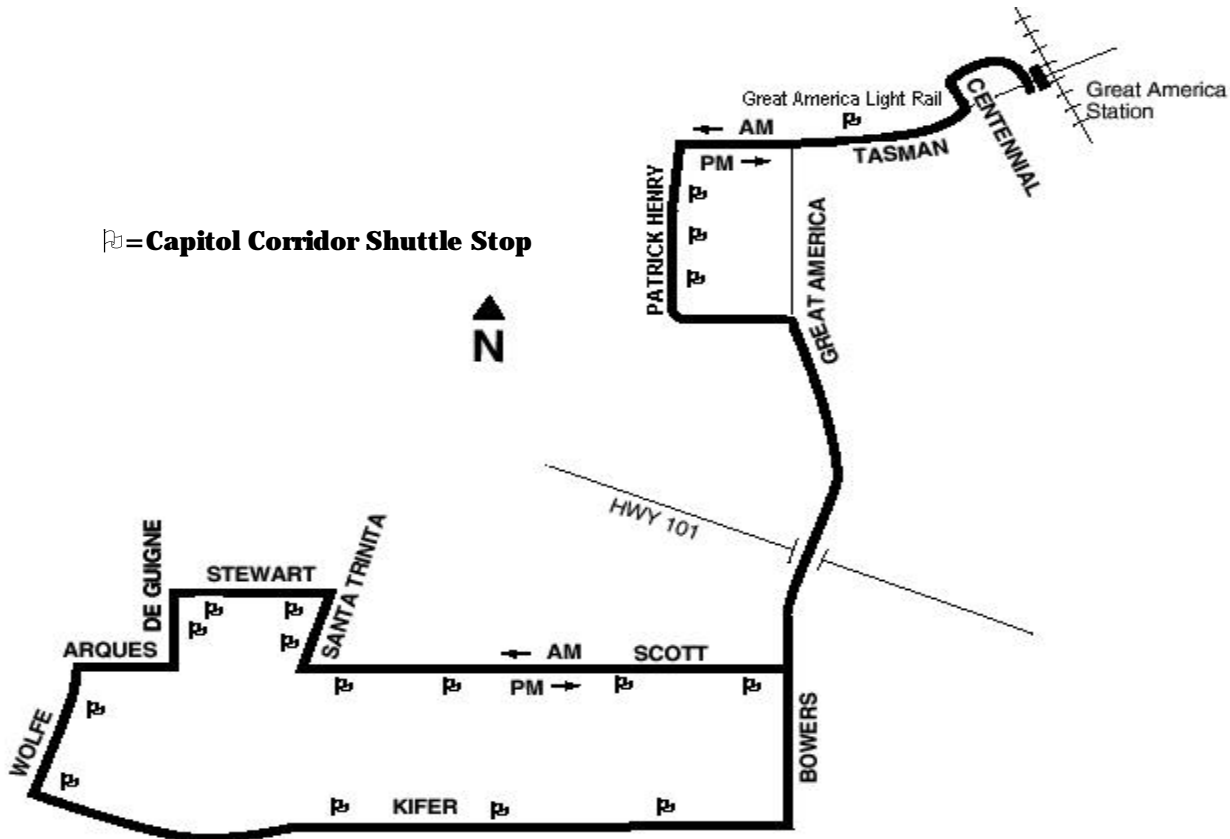 Great America
Station
CENTENNIAL
Great America Light Rail
TASMAN
← AM
PM →
PATRICK HENRY
GREAT AMERICA
=Capitol Corridor Shuttle Stop
N
HWY 101
DE GUIGNE
STEWART
SANTA TRINITA
ARQUES
← AM
SCOTT
PM →
WOLFE
BOWERS
KIFER